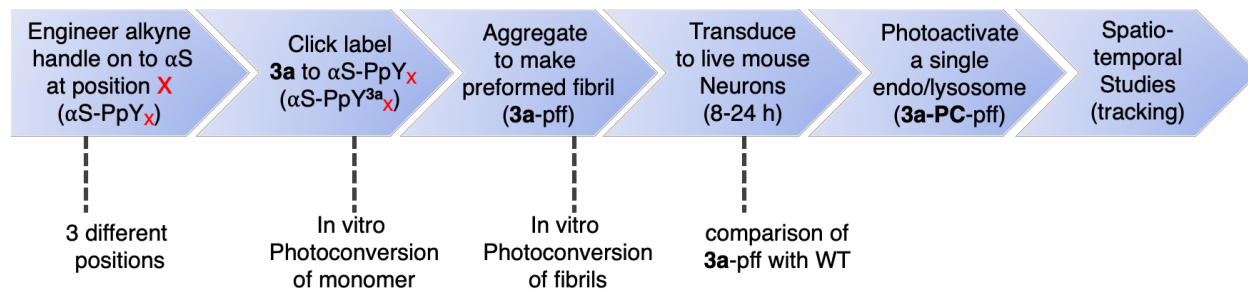 Engineer alkyne
handle on to αS
at position X
(αS-PpYX)
Click label
3a to αS-PpYX
(αS-PpY3aX)
Aggregate
to make
preformed fibril
(3a-pff)
Transduce
to live mouse
Neurons
(8-24 h)
Photoactivate
a single
endo/lysosome
(3a-PC-pff)
Spatio-
temporal
Studies
(tracking)
3 different
positions
In vitro
Photoconversion
of monomer
In vitro
Photoconversion
of fibrils
comparison of
3a-pff with WT